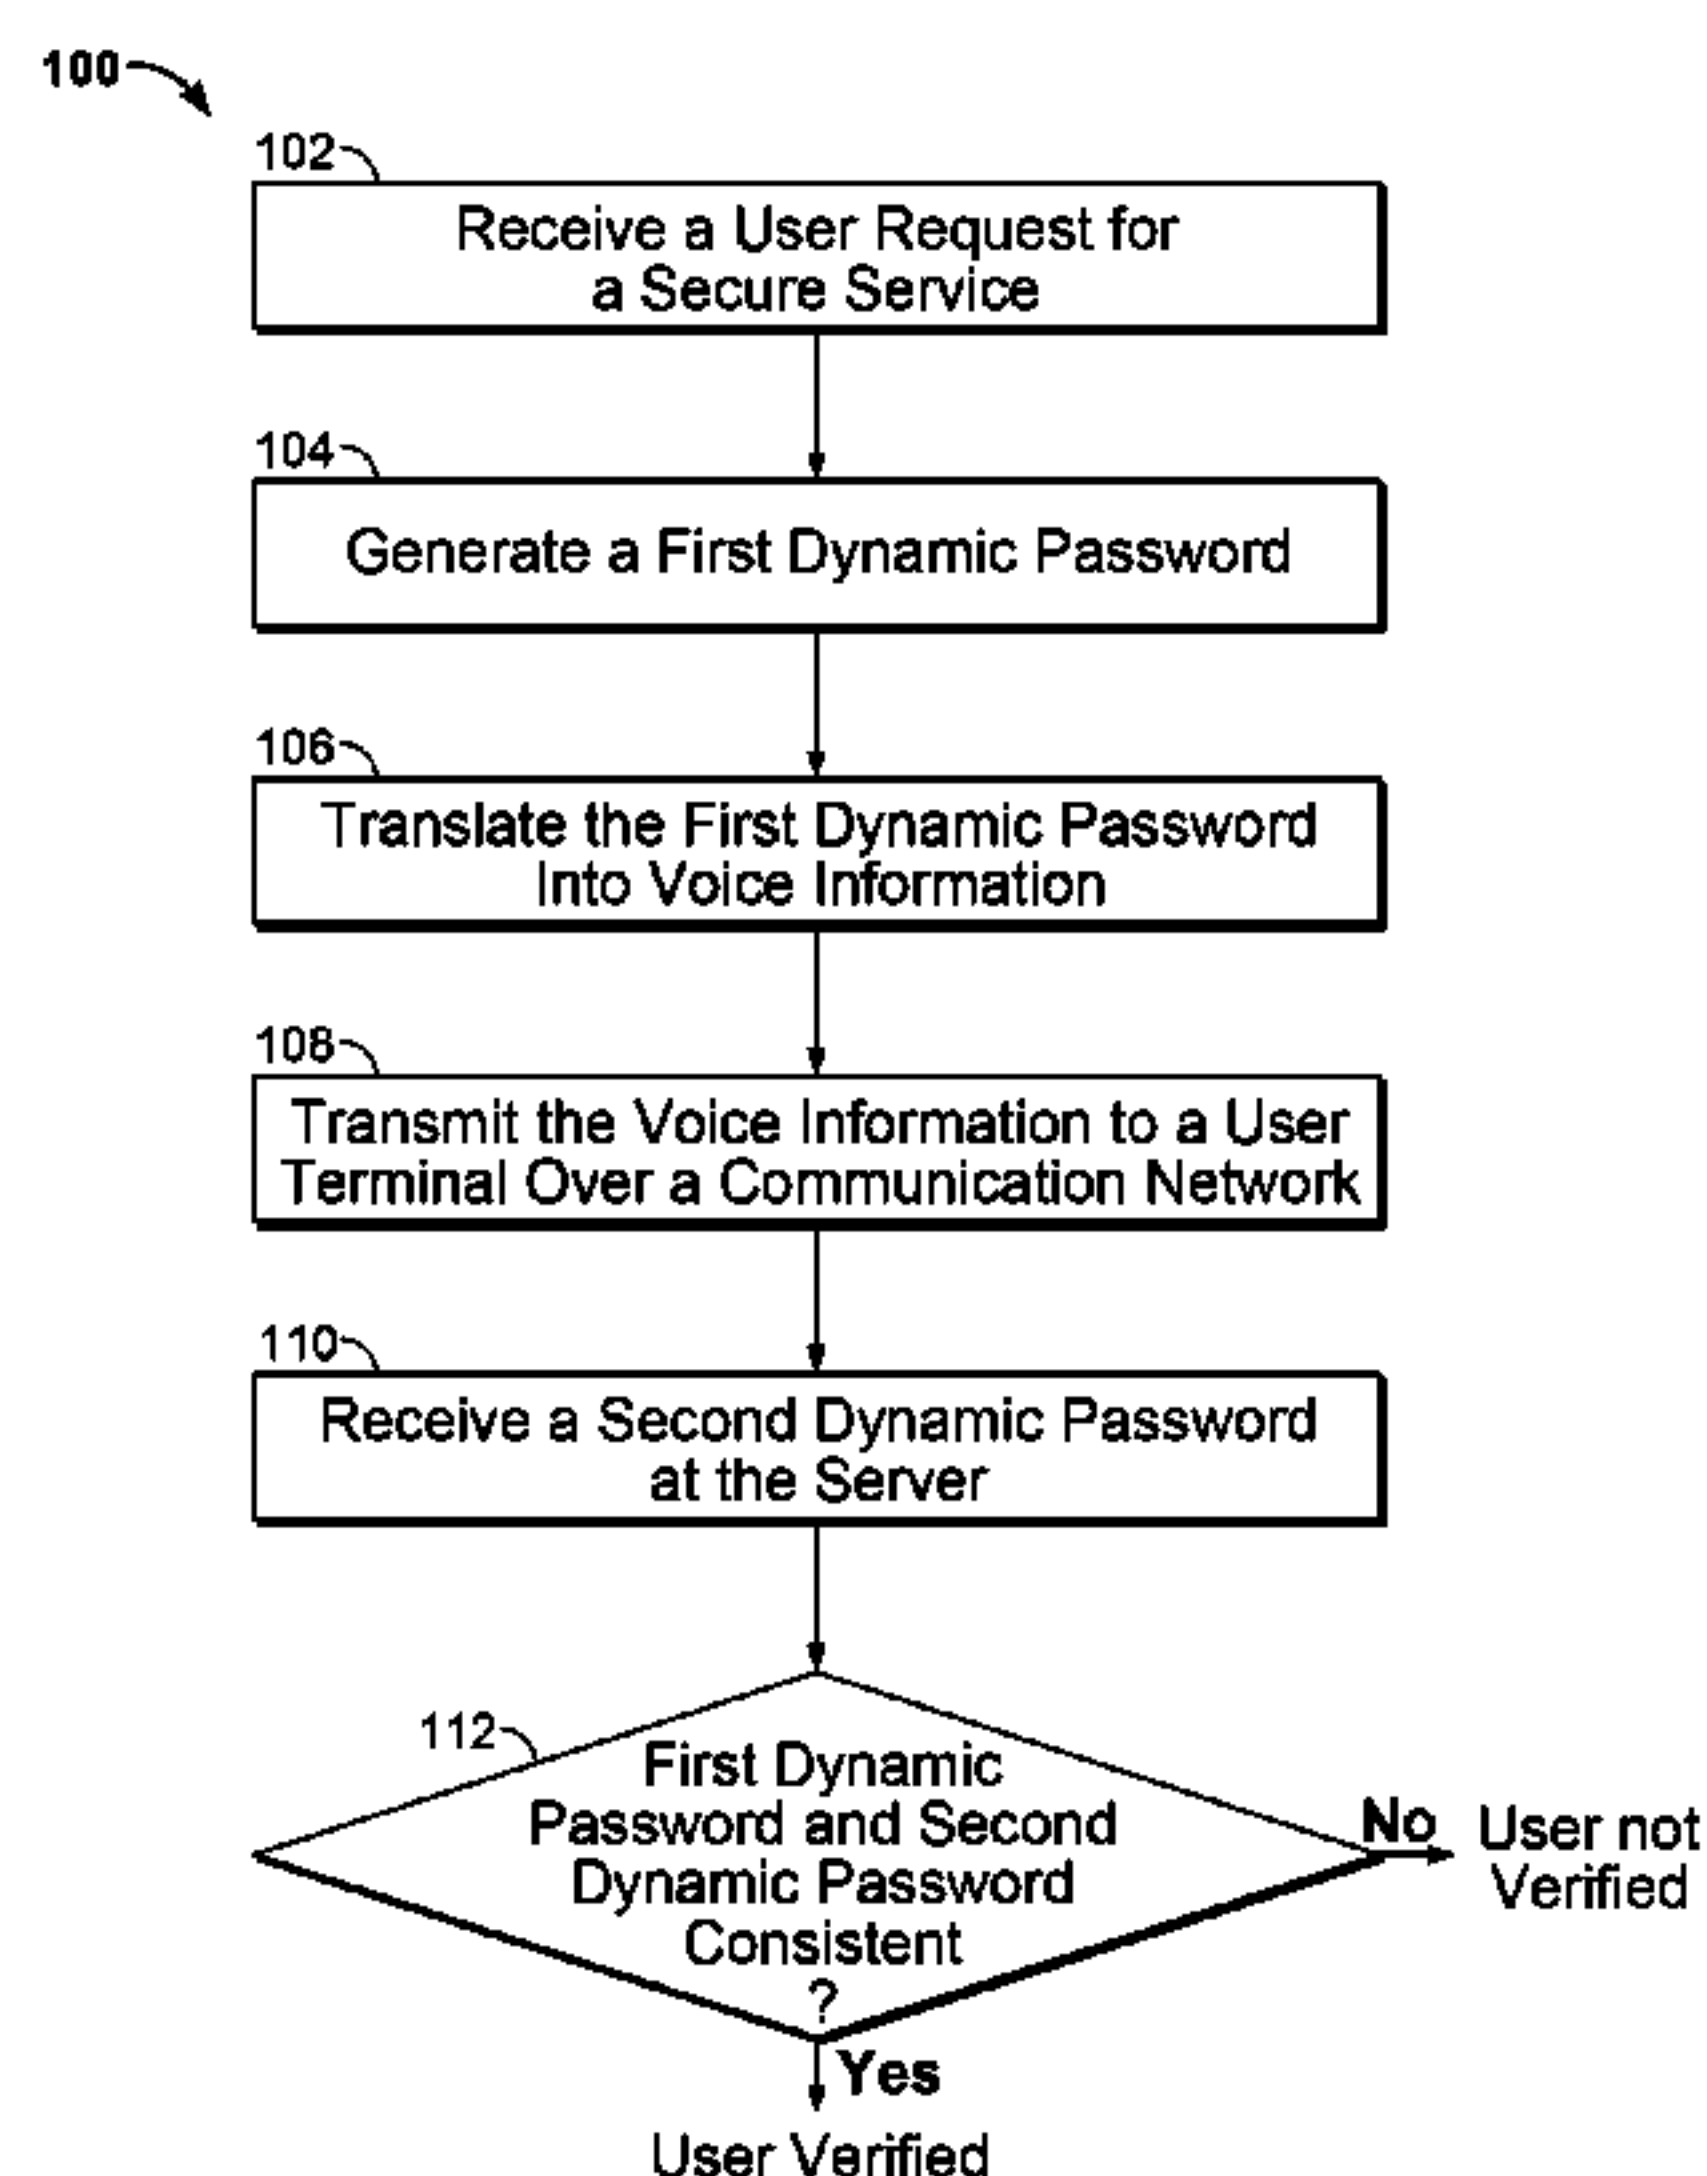 100
102
Receive a User Request for
a Secure Service
104
Generate a First Dynamic Password
106
Translate the First Dynamic Password
Into Voice Information
108
Transmit the Voice Information to a User
Terminal Over a Communication Network
110
Receive a Second Dynamic Password
at the Server
112
First Dynamic
Password and Second
Dynamic Password
Consistent
?
No
User not
Verified
Yes
User Verified